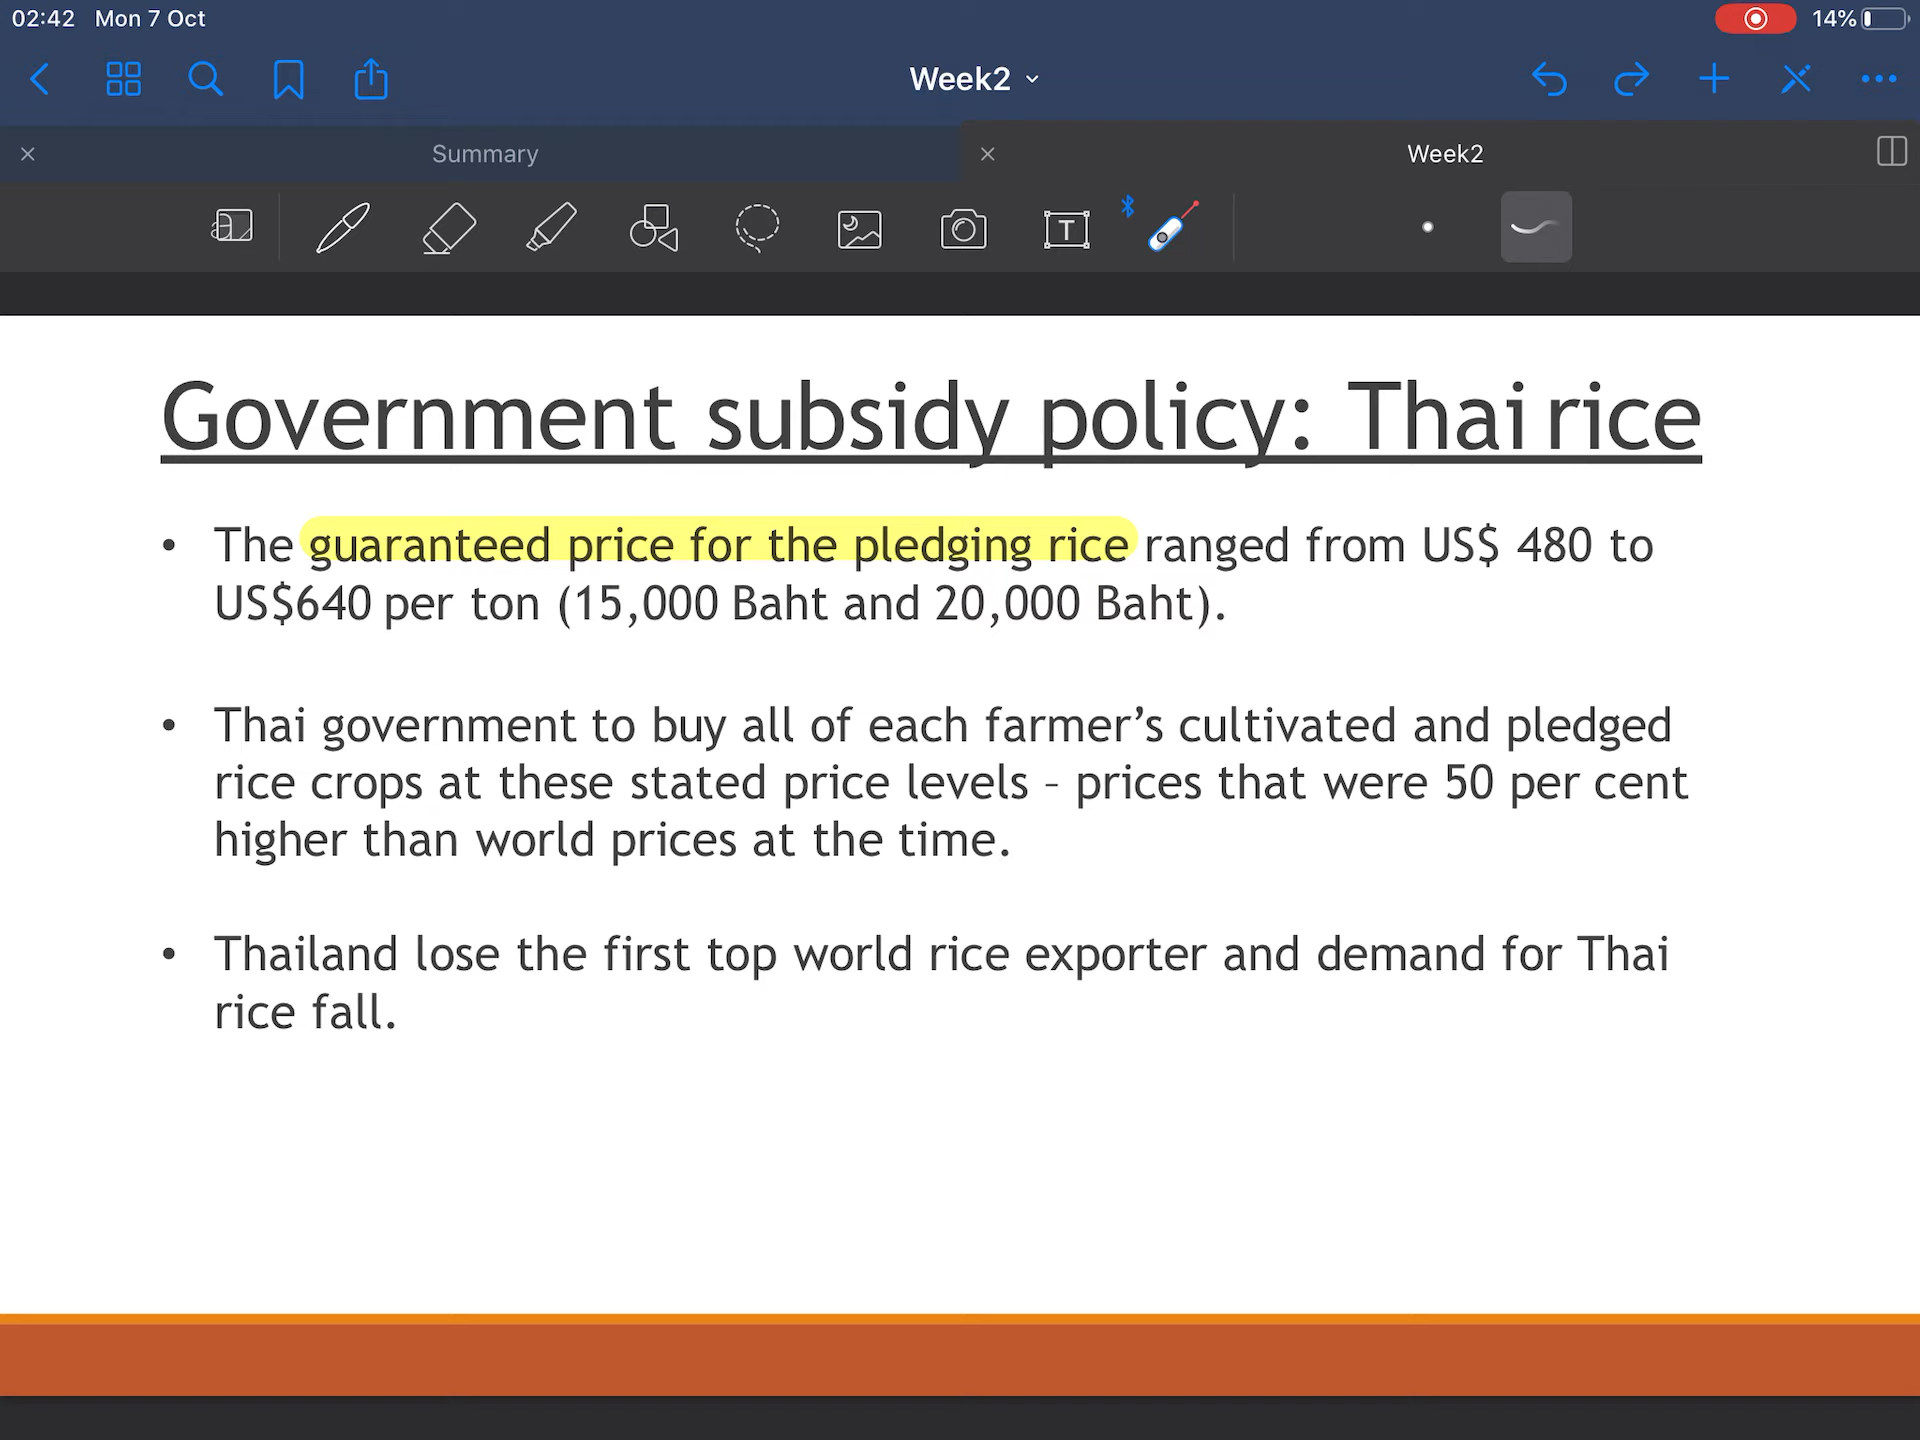 02:42 Mon 7 Oct
14%
Week2
Summary
Week2
T
Government subsidy policy: Thai rice
• The guaranteed price for the pledging rice ranged from US$ 480 to
US$640 per ton (15,000 Baht and 20,000 Baht).
• Thai government to buy all of each farmer’s cultivated and pledged
rice crops at these stated price levels – prices that were 50 per cent
higher than world prices at the time.
• Thailand lose the first top world rice exporter and demand for Thai
rice fall.